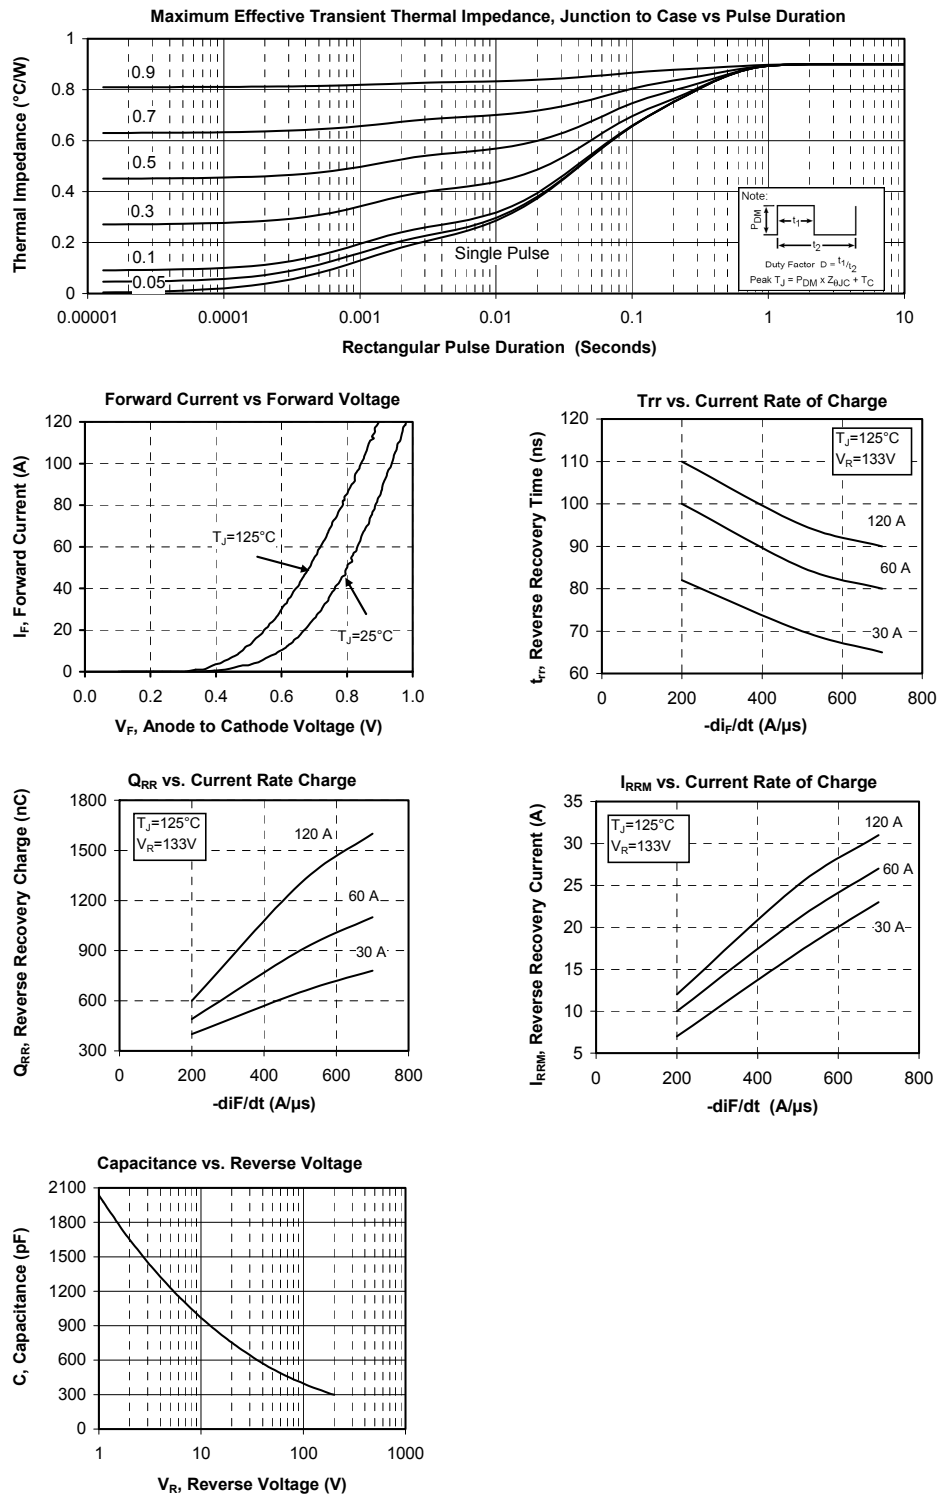 Maximum Effective Transient Thermal Impedance, Junction to Case vs Pulse Duration
Thermal Impedance (°C/W)
1
0.8
0.6
0.4
0.2
0
0.9
0.7
0.5
0.3
0.1
0.05
Single Pulse
Note:
PDM
t1
t2
Duty Factor D = t1/t2
Peak TJ = PDM x ZθJC + TC
0.00001 0.0001 0.001 0.01 0.1 1 10
Rectangular Pulse Duration (Seconds)
Forward Current vs Forward Voltage
IF, Forward Current (A)
120
100
80
60
40
20
0
TJ=125°C
TJ=25°C
0.0 0.2 0.4 0.6 0.8 1.0
VF, Anode to Cathode Voltage (V)
Trr vs. Current Rate of Charge
trr, Reverse Recovery Time (ns)
120
110
100
90
80
70
60
TJ=125°C
VR=133V
120 A
60 A
30 A
0 200 400 600 800
-diF/dt (A/µs)
QRR vs. Current Rate Charge
QRR, Reverse Recovery Charge (nC)
1800
1500
1200
900
600
300
TJ=125°C
VR=133V
120 A
60 A
30 A
0 200 400 600 800
-diF/dt (A/µs)
IRRM vs. Current Rate of Charge
IRRM, Reverse Recovery Current (A)
35
30
25
20
15
10
5
TJ=125°C
VR=133V
120 A
60 A
30 A
0 200 400 600 800
-diF/dt (A/µs)
Capacitance vs. Reverse Voltage
C, Capacitance (pF)
2100
1800
1500
1200
900
600
300
0
1 10 100 1000
VR, Reverse Voltage (V)